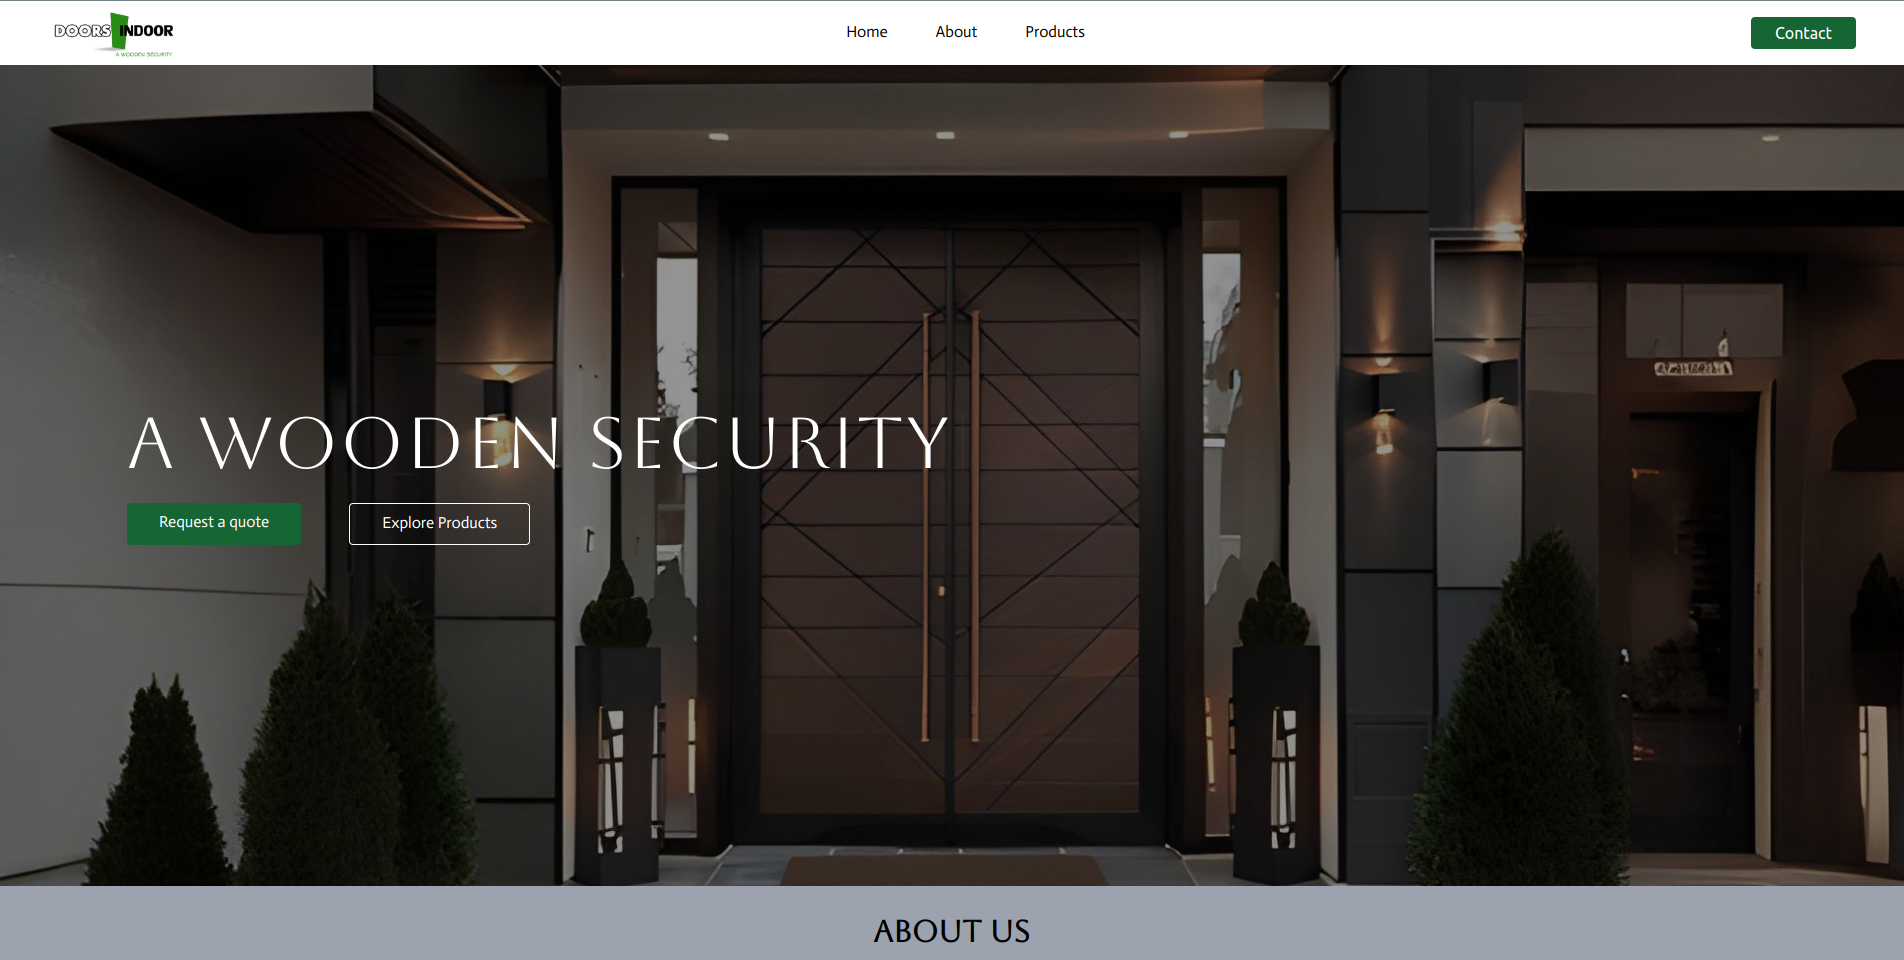 DOORS INDOOR
A WOODEN SECURITY
Home
About
Products
Contact
A WOODEN SECURITY
Request a quote
Explore Products
ABOUT US